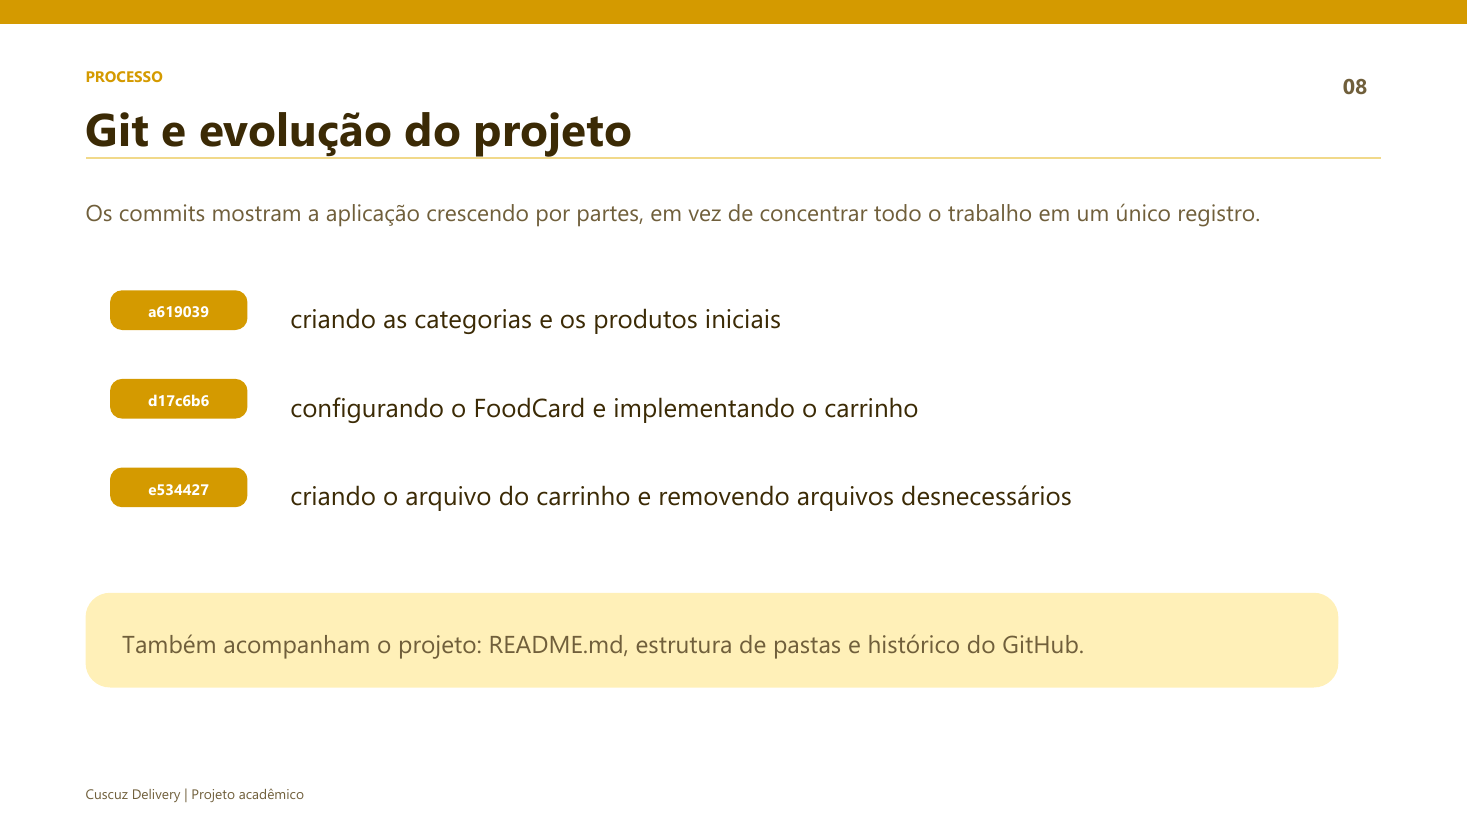 PROCESSO
08
Git e evolução do projeto
Os commits mostram a aplicação crescendo por partes, em vez de concentrar todo o trabalho em um único registro.
a619039
criando as categorias e os produtos iniciais
d17c6b6
configurando o FoodCard e implementando o carrinho
e534427
criando o arquivo do carrinho e removendo arquivos desnecessários
Também acompanham o projeto: README.md, estrutura de pastas e histórico do GitHub.
Cuscuz Delivery | Projeto acadêmico